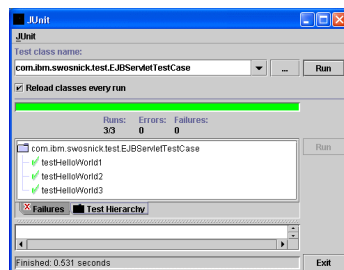 JUnit
JUnit
Test class name:
com.ibm.swosnick.test.EJBServletTestCase
... Run
Reload classes every run
Runs: Errors: Failures:
3/3 0 0
com.ibm.swosnick.test.EJBServletTestCase
Run
testHelloWorld1
testHelloWorld2
testHelloWorld3
Failures Test Hierarchy
Finished: 0.531 seconds
Exit